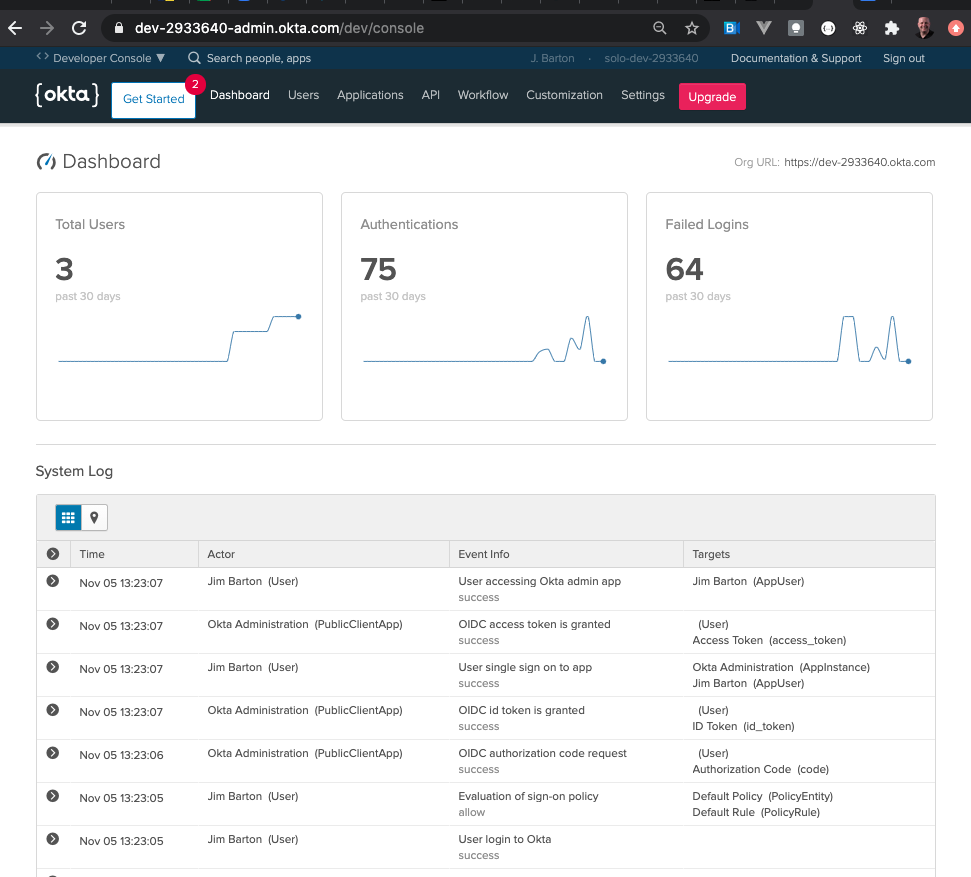 dev-2933640-admin.okta.com/dev/console
B
<> Developer Console ▼ Search people, apps J. Barton · solo-dev-2933640 Documentation & Support Sign out
{okta} Get Started 2 Dashboard Users Applications API Workflow Customization Settings Upgrade
Dashboard Org URL: https://dev-2933640.okta.com
Total Users
3
past 30 days
Authentications
75
past 30 days
Failed Logins
64
past 30 days
System Log
Time Actor Event Info Targets
Nov 05 13:23:07 Jim Barton (User) User accessing Okta admin app Jim Barton (AppUser)
success
Nov 05 13:23:07 Okta Administration (PublicClientApp) OIDC access token is granted (User)
success Access Token (access_token)
Nov 05 13:23:07 Jim Barton (User) User single sign on to app Okta Administration (AppInstance)
success Jim Barton (AppUser)
Nov 05 13:23:07 Okta Administration (PublicClientApp) OIDC id token is granted (User)
success ID Token (id_token)
Nov 05 13:23:06 Okta Administration (PublicClientApp) OIDC authorization code request (User)
success Authorization Code (code)
Nov 05 13:23:05 Jim Barton (User) Evaluation of sign-on policy Default Policy (PolicyEntity)
allow Default Rule (PolicyRule)
Nov 05 13:23:05 Jim Barton (User) User login to Okta
success